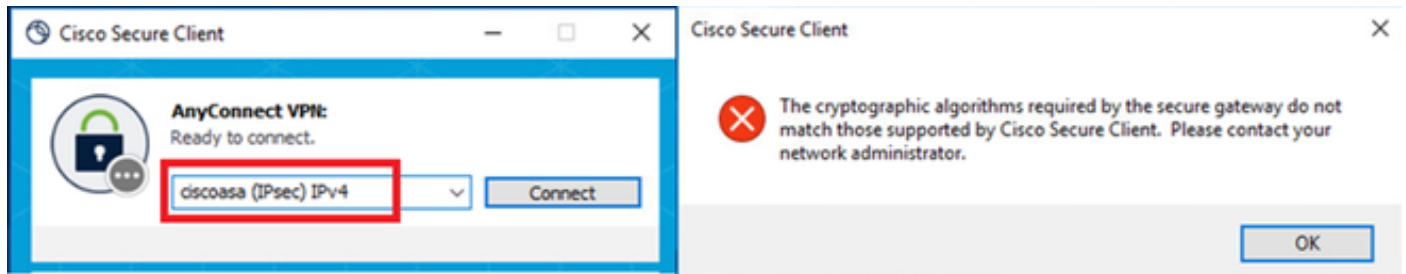 Cisco Secure Client
AnyConnect VPN:
Ready to connect.
ciscoasa (IPsec) IPv4
Connect
Cisco Secure Client
The cryptographic algorithms required by the secure gateway do not
match those supported by Cisco Secure Client. Please contact your
network administrator.
OK